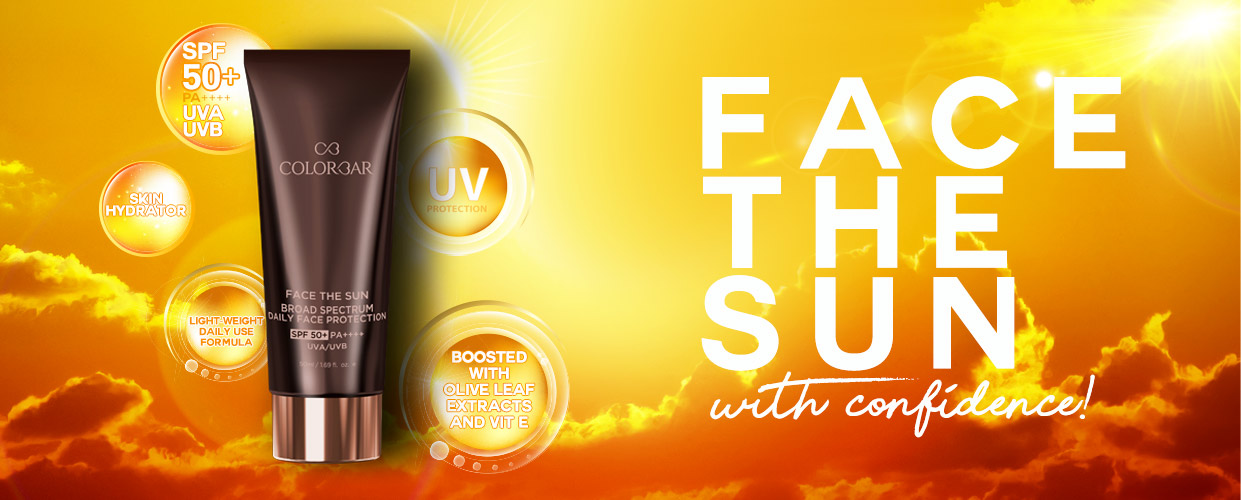 SPF
50+
PA++++
UVA
UVB
SKIN
HYDRATOR
LIGHT-WEIGHT
DAILY USE
FORMULA
COLORBAR
FACE THE SUN
BROAD SPECTRUM
DAILY FACE PROTECTION
SPF 50+ PA++++
UVA/UVB
UV
PROTECTION
BOOSTED
WITH
OLIVE LEAF
EXTRACTS
AND VIT E
FACE
THE
SUN
with confidence!